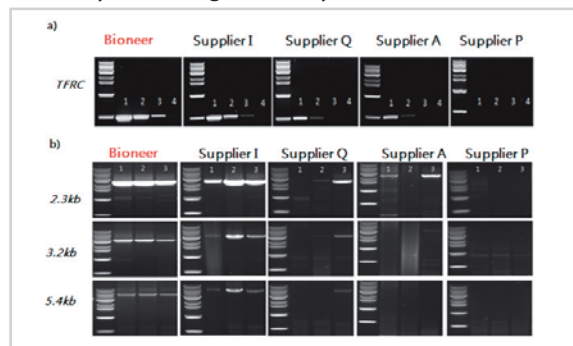 a)
Bioneer Supplier I Supplier Q Supplier A Supplier P
TFRC
1 2 3 4 1 2 3 4 1 2 3 4 1 2 3 4 1 2 3 4
b)
Bioneer Supplier I Supplier Q Supplier A Supplier P
1 2 3 1 2 3 1 2 3 1 2 3 1 2 3
2.3kb
3.2kb
5.4kb